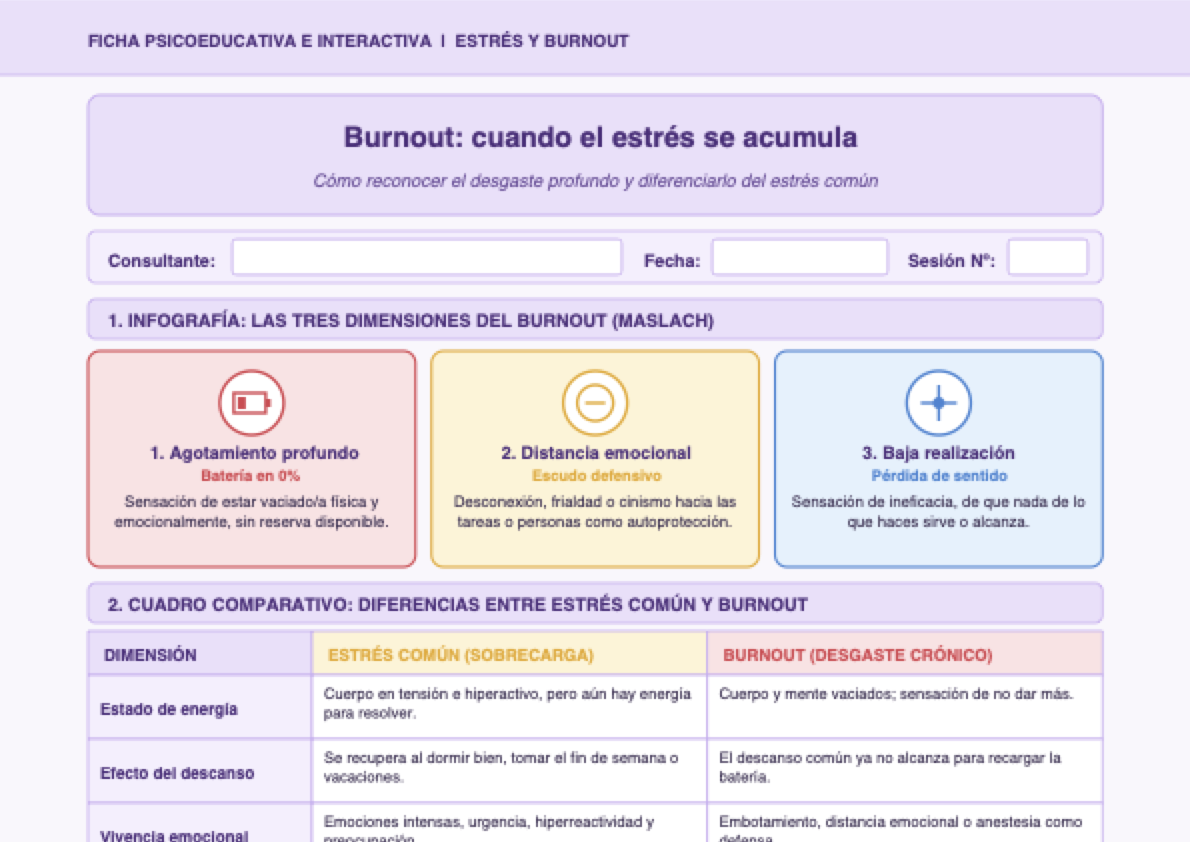 FICHA PSICOEDUCATIVA E INTERACTIVA | ESTRÉS Y BURNOUT
Burnout: cuando el estrés se acumula
Cómo reconocer el desgaste profundo y diferenciarlo del estrés común
Consultante:
Fecha:
Sesión Nº:
1. INFOGRAFÍA: LAS TRES DIMENSIONES DEL BURNOUT (MASLACH)
1. Agotamiento profundo
Batería en 0%
Sensación de estar vaciado/a física y
emocionalmente, sin reserva disponible.
2. Distancia emocional
Escudo defensivo
Desconexión, frialdad o cinismo hacia las
tareas o personas como autoprotección.
3. Baja realización
Pérdida de sentido
Sensación de ineficacia, de que nada de lo
que haces sirve o alcanza.
2. CUADRO COMPARATIVO: DIFERENCIAS ENTRE ESTRÉS COMÚN Y BURNOUT
DIMENSIÓN
ESTRÉS COMÚN (SOBRECARGA)
BURNOUT (DESGASTE CRÓNICO)
Estado de energía
Cuerpo en tensión e hiperactivo, pero aún hay energía
para resolver.
Cuerpo y mente vaciados; sensación de no dar más.
Efecto del descanso
Se recupera al dormir bien, tomar el fin de semana o
vacaciones.
El descanso común ya no alcanza para recargar la
batería.
Vivencia emocional
Emociones intensas, urgencia, hiperreactividad y
preocupación.
Embotamiento, distancia emocional o anestesia como
defensa.